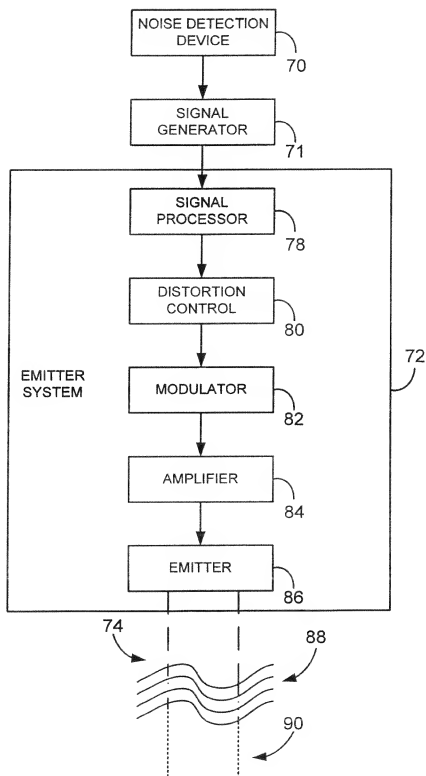 NOISE DETECTION
DEVICE
70
SIGNAL
GENERATOR
71
SIGNAL
PROCESSOR
78
DISTORTION
CONTROL
80
72
EMITTER
SYSTEM
MODULATOR
82
AMPLIFIER
84
EMITTER
86
74
88
90